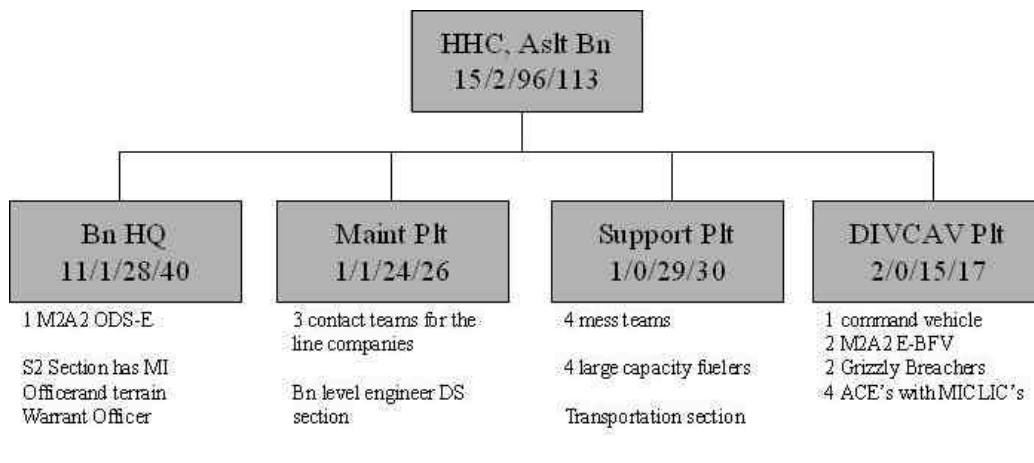 HHC, Aslt Bn
15/2/96/113
Bn HQ
11/1/28/40
Maint Plt
1/1/24/26
Support Plt
1/0/29/30
DIVCAV Plt
2/0/15/17
1 M2A2 ODS-E
S2 Section has MI
Officerand terrain
Warrant Officer
3 contact teams for the
line companies
Bn level engineer DS
section
4 mess teams
4 large capacity fuelers
Transportation section
1 command vehicle
2 M2A2 E-BFV
2 Grizzly Breachers
4 ACE's with MICLIC's